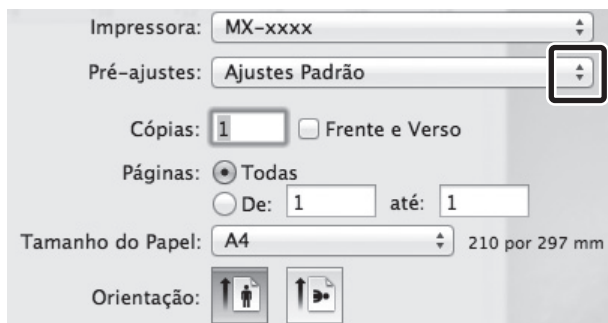 Impressora: MX-xxxx
Pré-ajustes: Ajustes Padrão
Cópias: 1 Frente e Verso
Páginas: Todas
De: 1 até: 1
Tamanho do Papel: A4 210 por 297 mm
Orientação: